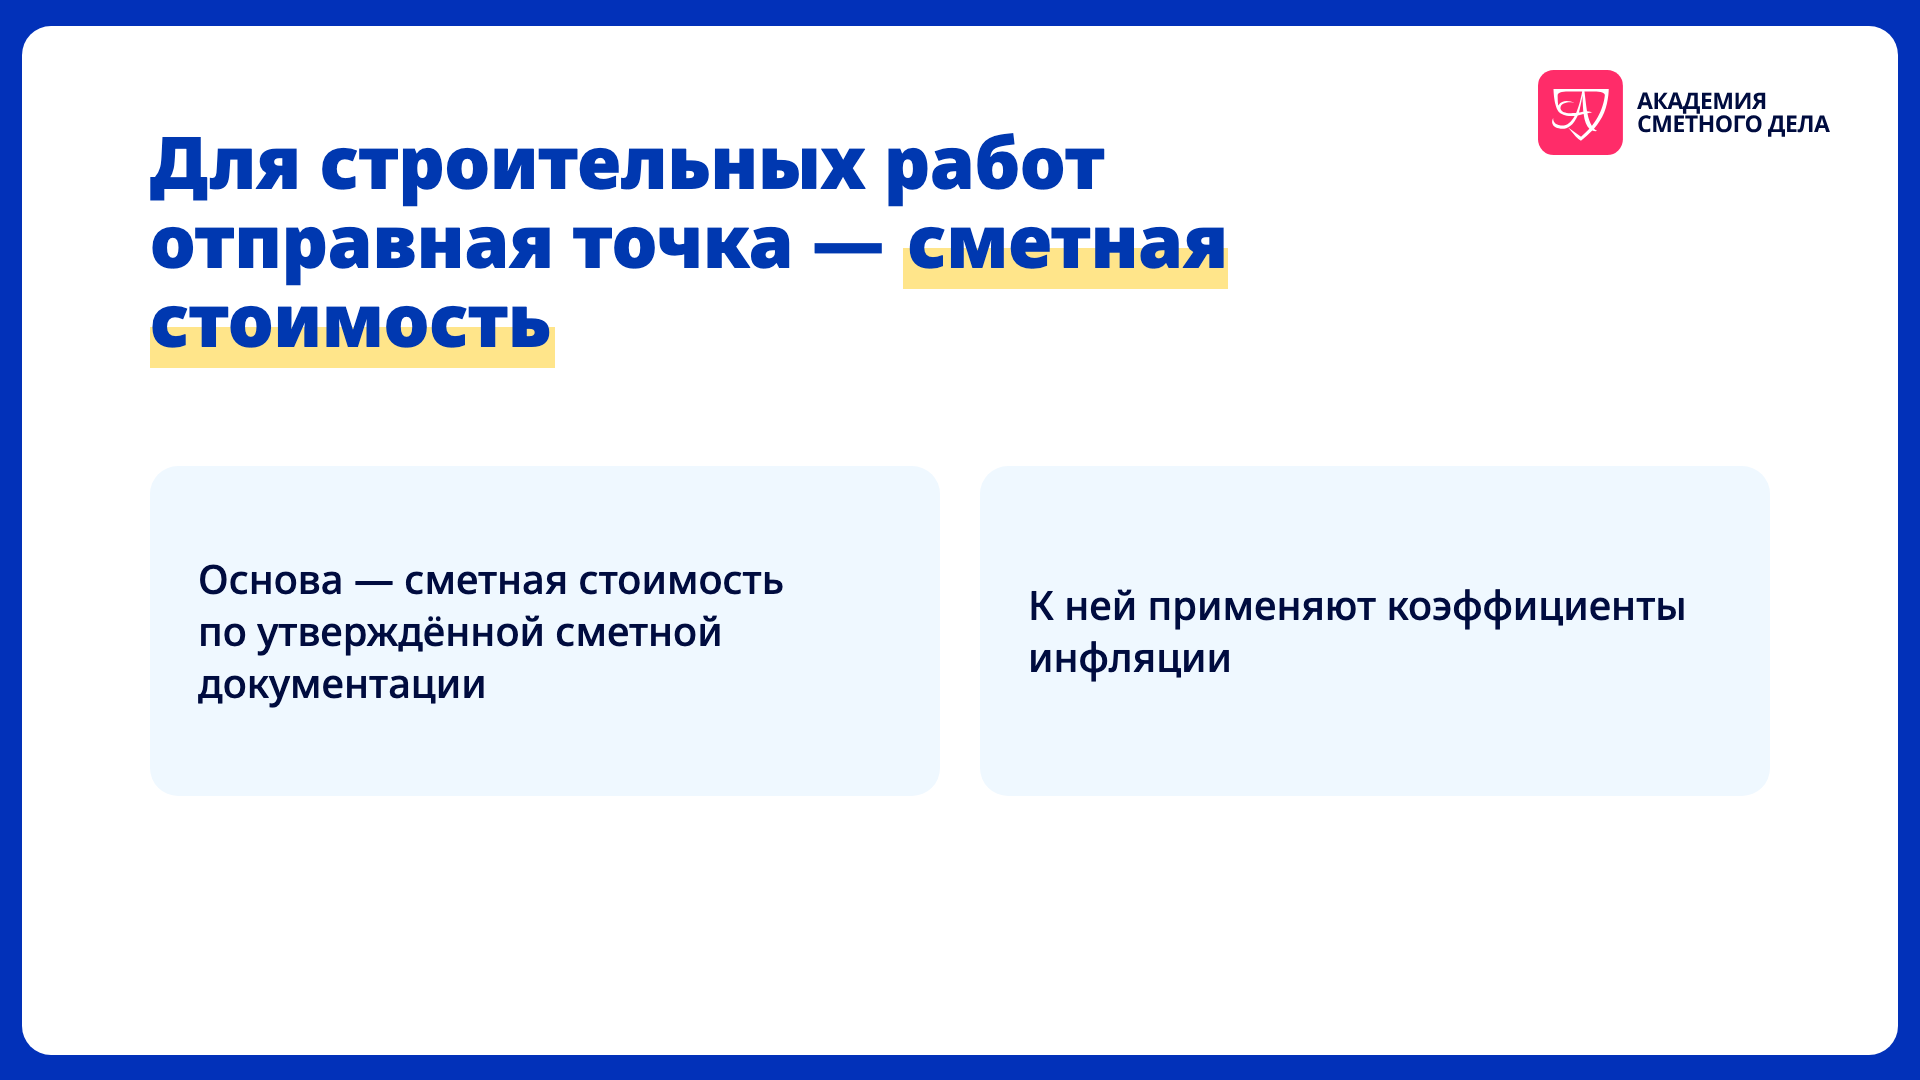 АКАДЕМИЯ
СМЕТНОГО ДЕЛА
Для строительных работ
отправная точка — сметная
стоимость
Основа — сметная стоимость
по утверждённой сметной
документации
К ней применяют коэффициенты
инфляции